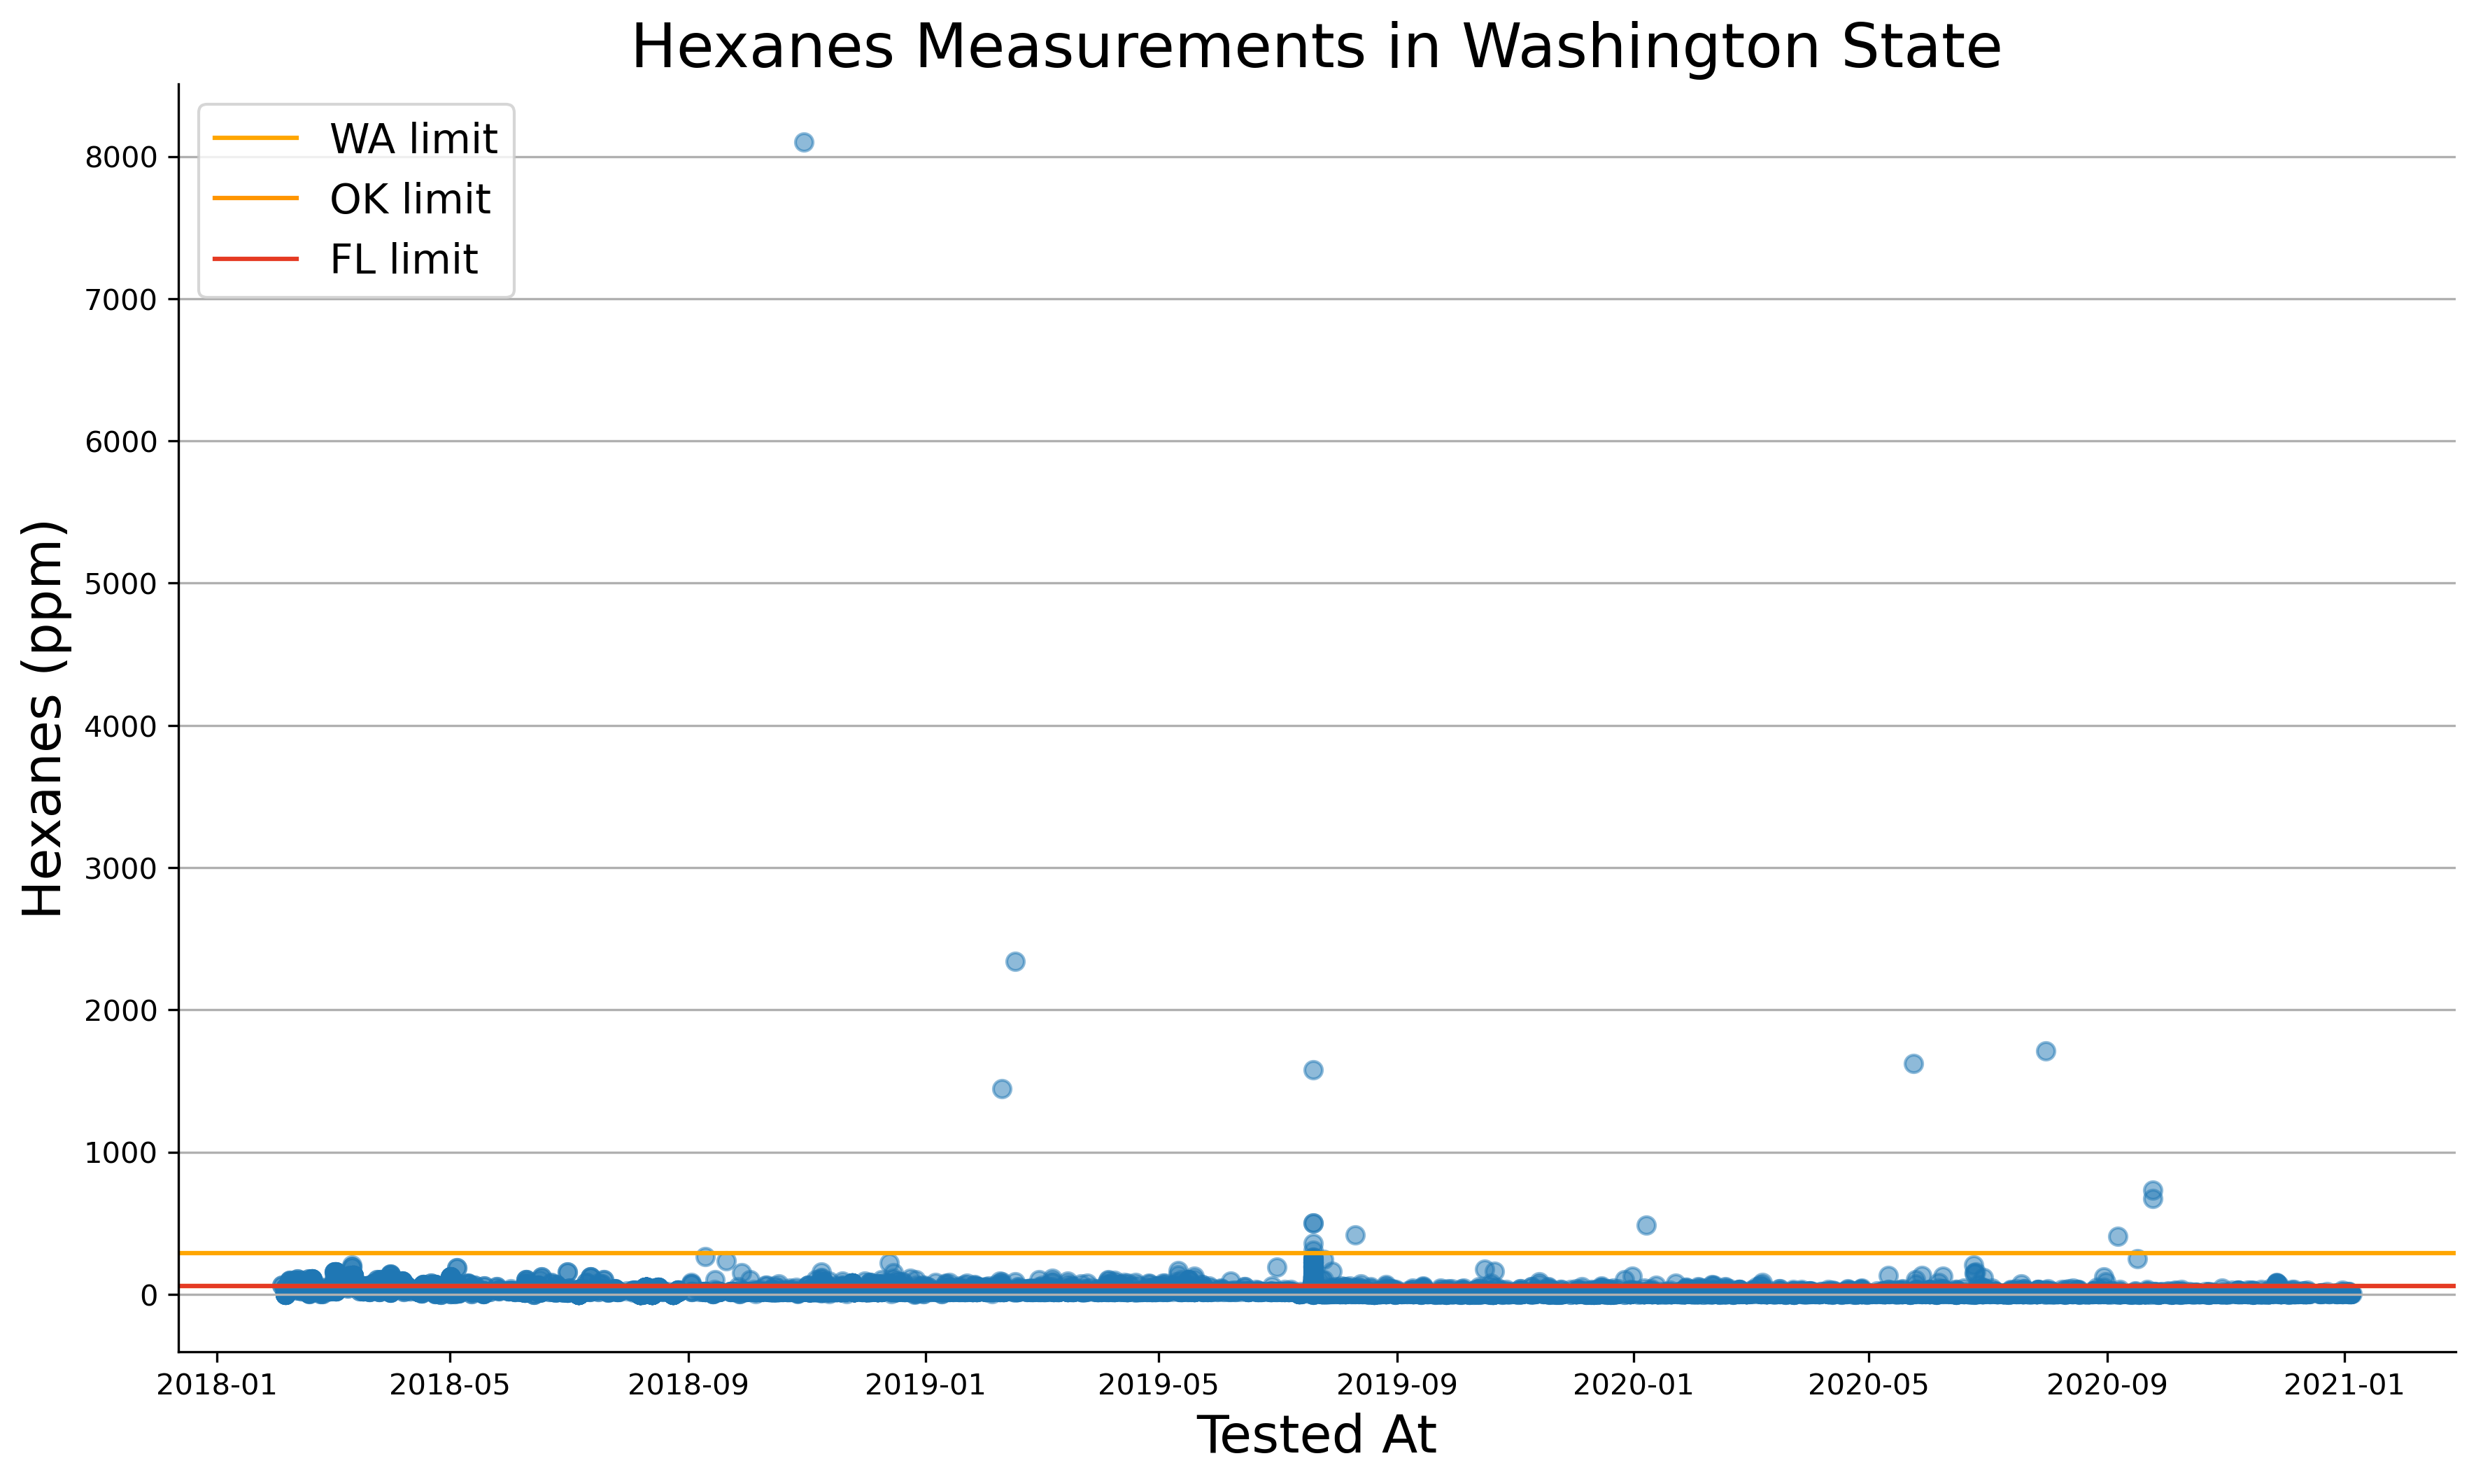 Hexanes Measurements in Washington State
WA limit
OK limit
FL limit
Hexanes (ppm)
8000
7000
6000
5000
4000
3000
2000
1000
0
2018-01 2018-05 2018-09 2019-01 2019-05 2019-09 2020-01 2020-05 2020-09 2021-01
Tested At